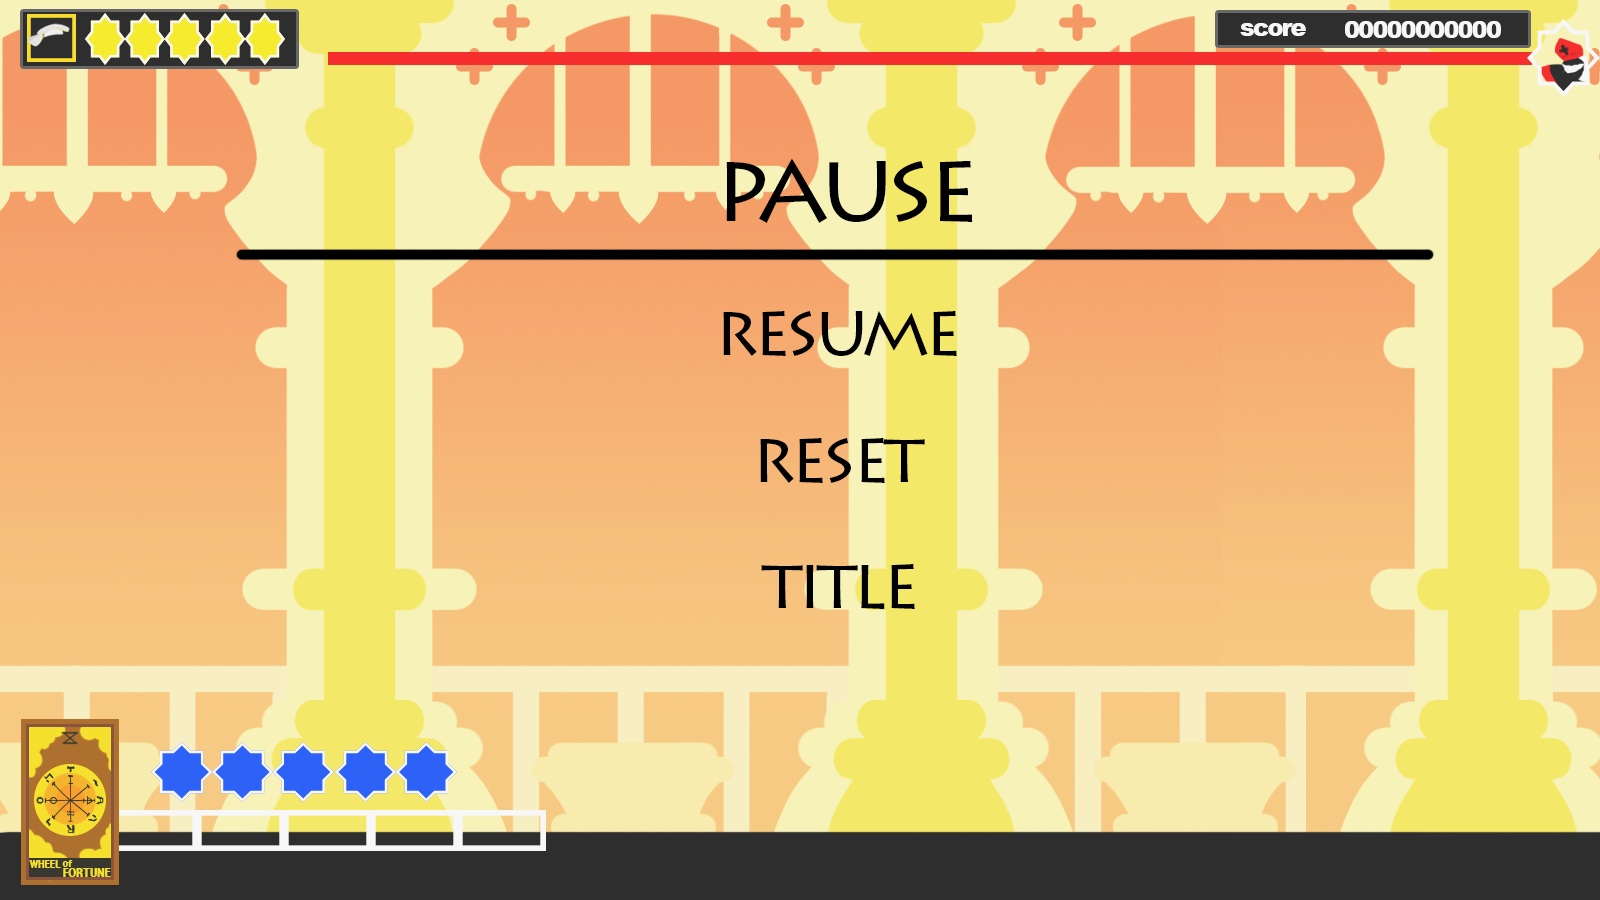 score 00000000000
PAUSE
RESUME
RESET
TITLE
X
WHEEL of
FORTUNE